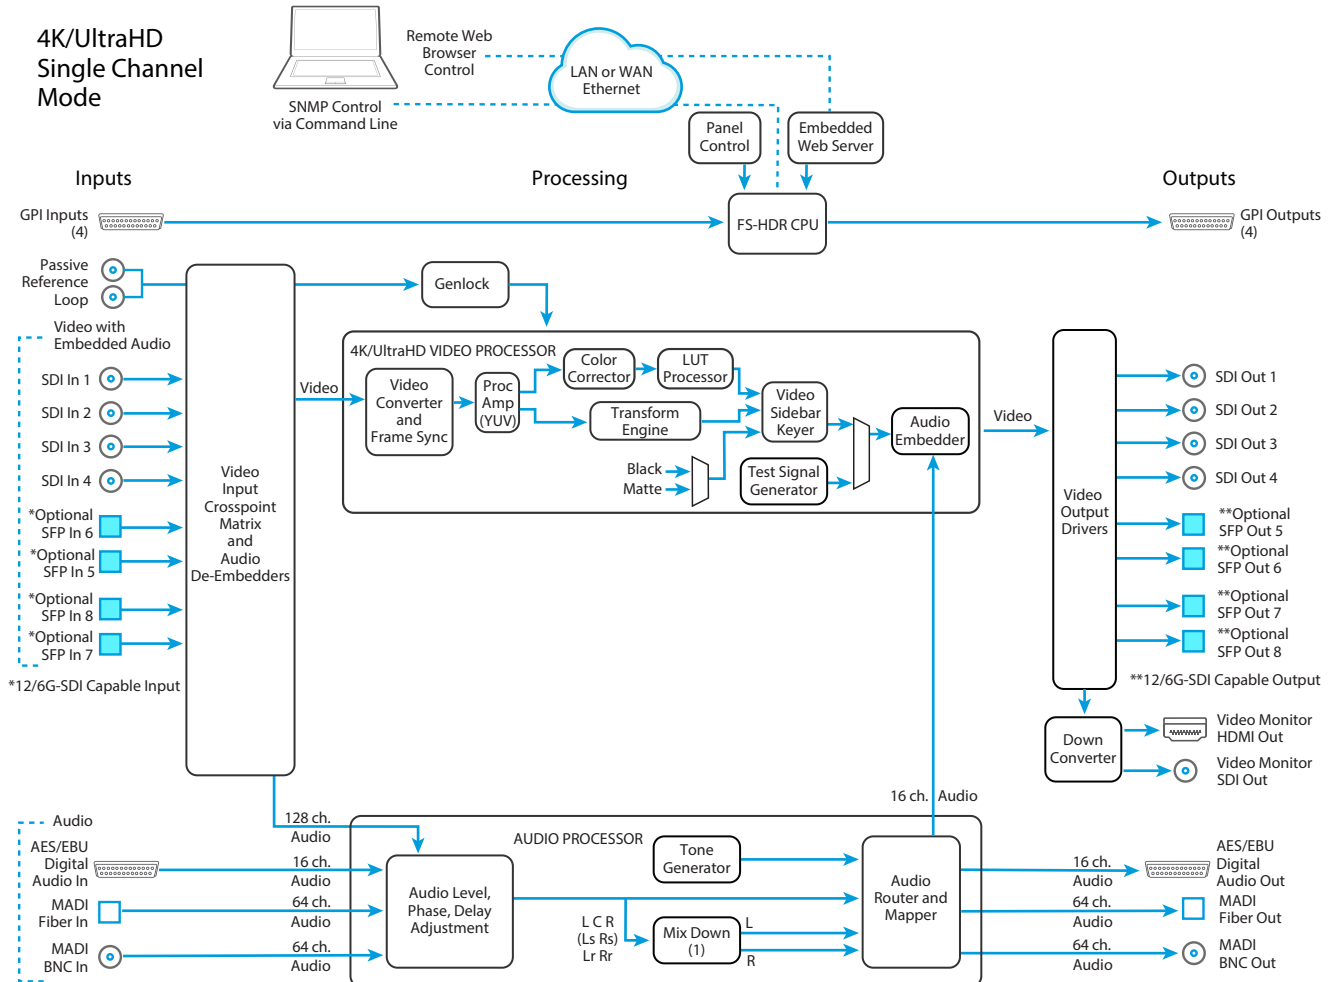 4K/UltraHD
Single Channel
Mode
Remote Web
Browser
Control
SNMP Control
via Command Line
LAN or WAN
Ethernet
Panel
Control
Embedded
Web Server
Inputs
Processing
Outputs
GPI Inputs
(4)
FS-HDR CPU
GPI Outputs
(4)
Passive
Reference
Loop
Genlock
Video with
Embedded Audio
SDI In 1
SDI In 2
SDI In 3
SDI In 4
*Optional
SFP In 6
*Optional
SFP In 5
*Optional
SFP In 8
*Optional
SFP In 7
*12/6G-SDI Capable Input
Video
Input
Crosspoint
Matrix
and
Audio
De-Embedders
Video
4K/UltraHD VIDEO PROCESSOR
Video
Converter
and
Frame Sync
Proc
Amp
(YUV)
Color
Corrector
LUT
Processor
Transform
Engine
Video
Sidebar
Keyer
Black
Matte
Test Signal
Generator
Audio
Embedder
Video
Video
Output
Drivers
SDI Out 1
SDI Out 2
SDI Out 3
SDI Out 4
**Optional
SFP Out 5
**Optional
SFP Out 6
**Optional
SFP Out 7
**Optional
SFP Out 8
**12/6G-SDI Capable Output
Down
Converter
Video Monitor
HDMI Out
Video Monitor
SDI Out
16 ch. Audio
Audio
AES/EBU
Digital
Audio In
MADI
Fiber In
MADI
BNC In
128 ch.
Audio
16 ch.
Audio
64 ch.
Audio
64 ch.
Audio
AUDIO PROCESSOR
Audio Level,
Phase, Delay
Adjustment
Tone
Generator
L C R
(Ls Rs)
Lr Rr
Mix Down
(1)
L
R
Audio
Router and
Mapper
16 ch.
Audio
64 ch.
Audio
64 ch.
Audio
AES/EBU
Digital
Audio Out
MADI
Fiber Out
MADI
BNC Out